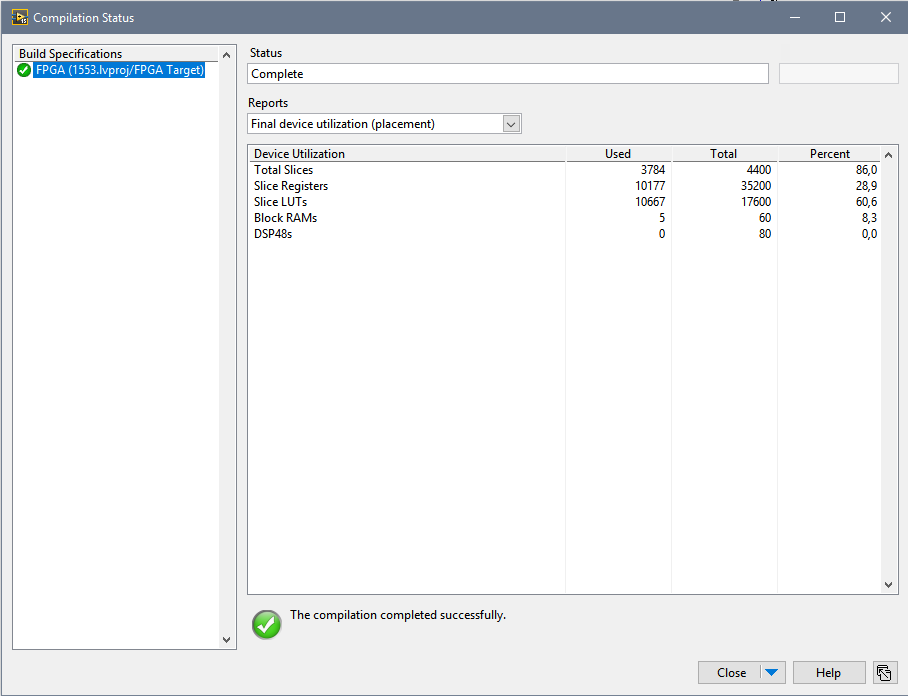 Compilation Status
Build Specifications
FPGA (1553.lvproj/FPGA Target)
Status
Complete
Reports
Final device utilization (placement)
Device Utilization Used Total Percent
Total Slices 3784 4400 86,0
Slice Registers 10177 35200 28,9
Slice LUTs 10667 17600 60,6
Block RAMs 5 60 8,3
DSP48s 0 80 0,0
The compilation completed successfully.
Close Help